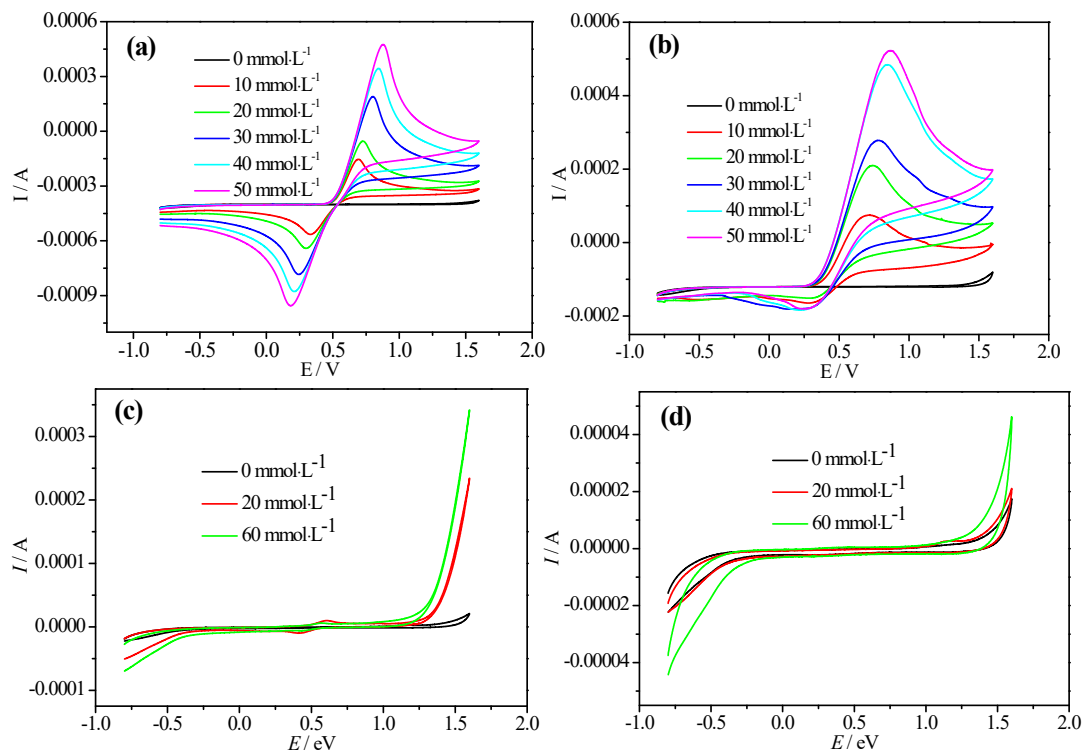 (a)
0 mmol·L-1
10 mmol·L-1
20 mmol·L-1
30 mmol·L-1
40 mmol·L-1
50 mmol·L-1
0.0006
0.0003
0.0000
-0.0003
-0.0006
-0.0009
I / A
-1.0 -0.5 0.0 0.5 1.0 1.5 2.0
E / V
(b)
0 mmol·L-1
10 mmol·L-1
20 mmol·L-1
30 mmol·L-1
40 mmol·L-1
50 mmol·L-1
0.0006
0.0004
0.0002
0.0000
-0.0002
I / A
-1.0 -0.5 0.0 0.5 1.0 1.5 2.0
E / V
(c)
0 mmol·L-1
20 mmol·L-1
60 mmol·L-1
0.0003
0.0002
0.0001
0.0000
-0.0001
I / A
-1.0 -0.5 0.0 0.5 1.0 1.5 2.0
E / eV
(d)
0 mmol·L-1
20 mmol·L-1
60 mmol·L-1
0.00004
0.00002
0.00000
-0.00002
-0.00004
I / A
-1.0 -0.5 0.0 0.5 1.0 1.5 2.0
E / eV